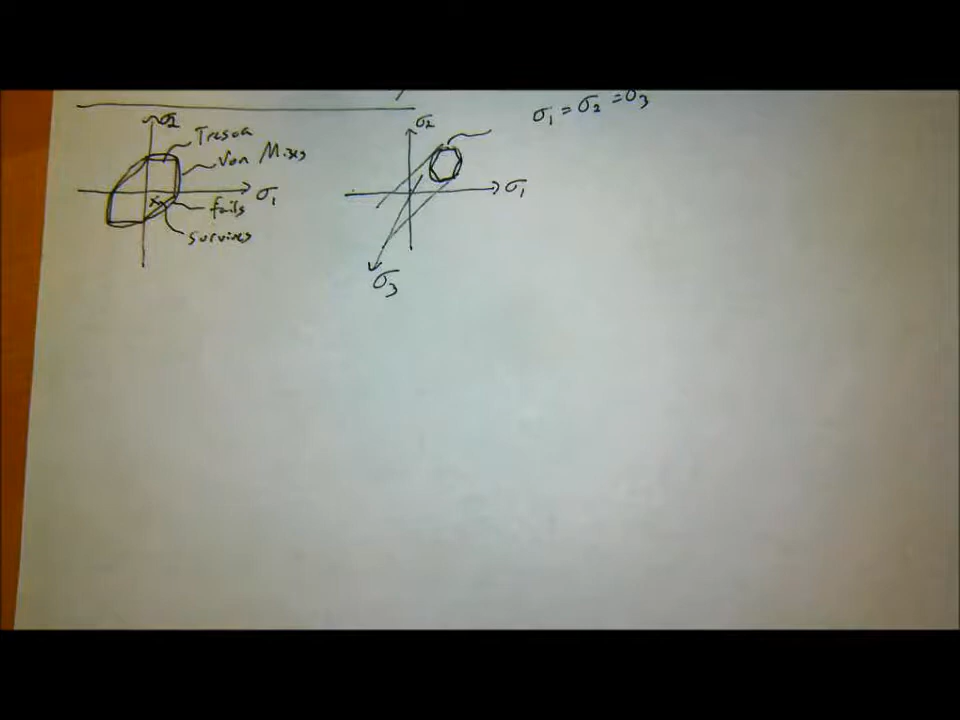 σ1 = σ2 = σ3
σ2
Tresca
Von Mises
σ1
fails
survives
σ2
σ1
σ3